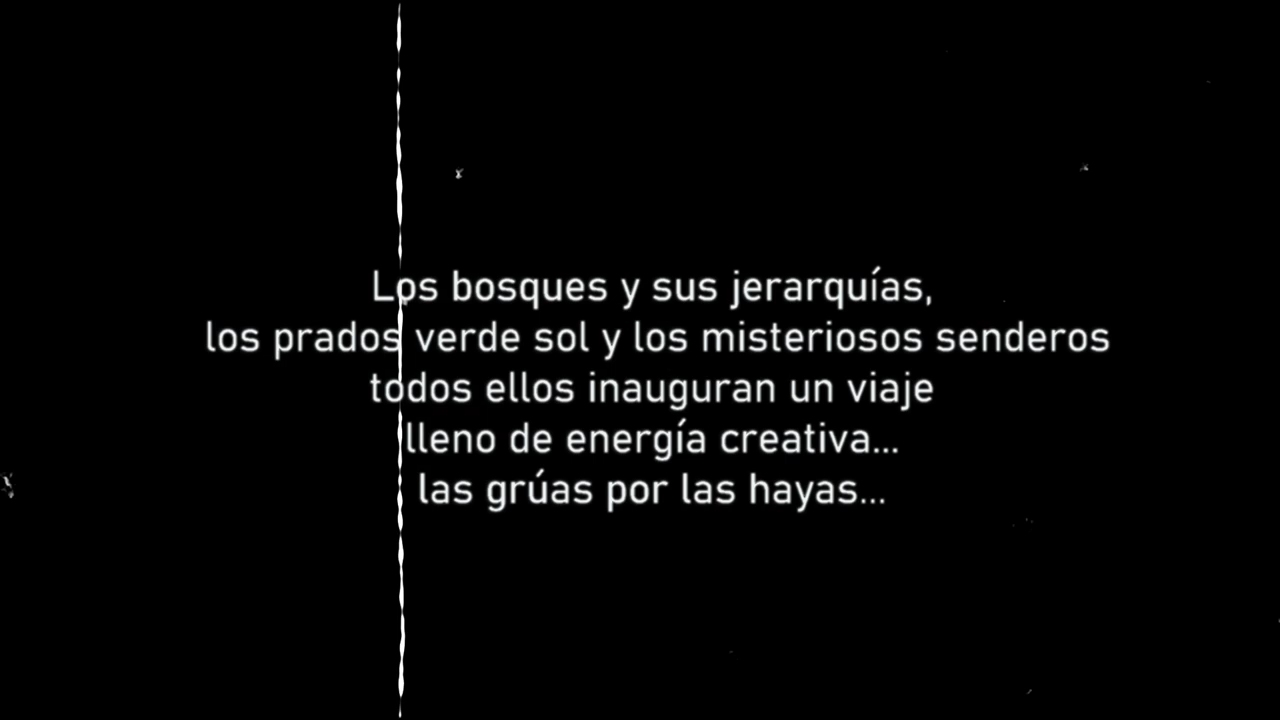 Los bosques y sus jerarquías,
los prados verde sol y los misteriosos senderos
todos ellos inauguran un viaje
lleno de energía creativa...
las grúas por las hayas...